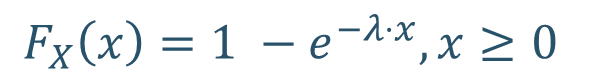 F_X(x) = 1 − e^{−λ·x}, x ≥ 0